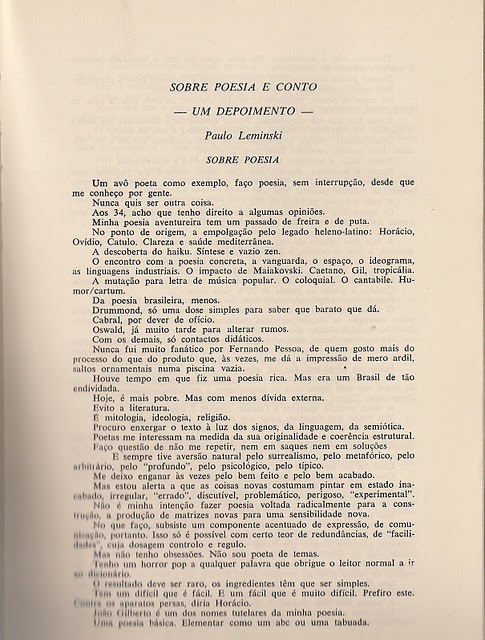 SOBRE POESIA E CONTO
— UM DEPOIMENTO —
Paulo Leminski
SOBRE POESIA
Um avô poeta como exemplo, faço poesia, sem interrupção, desde que
me conheço por gente.
Nunca quis ser outra coisa.
Aos 34, acho que tenho direito a algumas opiniões.
Minha poesia aventureira tem um passado de freira e de puta.
No ponto de origem, a empolgação pelo legado heleno-latino: Horácio,
Ovídio, Catulo. Clareza e saúde mediterrânea.
A descoberta do haiku. Síntese e vazio zen.
O encontro com a poesia concreta, a vanguarda, o espaço, o ideograma,
as linguagens industriais. O impacto de Maiakovski. Caetano, Gil, tropicália.
A mutação para letra de música popular. O coloquial. O cantabile. Hu-
mor/cartum.
Da poesia brasileira, menos.
Drummond, só uma dose simples para saber que barato que dá.
Cabral, por dever de ofício.
Oswald, já muito tarde para alterar rumos.
Com os demais, só contactos didáticos.
Nunca fui muito fanático por Fernando Pessoa, de quem gosto mais do
processo do que do produto que, às vezes, me dá a impressão de mero ardil,
saltos ornamentais numa piscina vazia.
Houve tempo em que fiz uma poesia rica. Mas era um Brasil de tão
endividada.
Hoje, é mais pobre. Mas com menos dívida externa.
Evito a literatura.
E mitologia, ideologia, religião.
Procuro enxergar o texto à luz dos signos, da linguagem, da semiótica.
Poetas me interessam na medida da sua originalidade e coerência estrutural.
Faço questão de não me repetir, nem em saques nem em soluções
E sempre tive aversão natural pelo surrealismo, pelo metafórico, pelo
arbitrário, pelo "profundo", pelo psicológico, pelo típico.
Me deixo enganar às vezes pelo bem feito e pelo bem acabado.
Mas estou alerta a que as coisas novas costumam pintar em estado ina-
cabado, irregular, "errado", discutível, problemático, perigoso, "experimental".
Não é minha intenção fazer poesia voltada radicalmente para a cons-
trução, a produção de matrizes novas para uma sensibilidade nova.
No que faço, subsiste um componente acentuado de expressão, de comu-
nicação, portanto. Isso só é possível com certo teor de redundâncias, de "facili-
dades", cuja dosagem controlo e regulo.
Mas não tenho obsessões. Não sou poeta de temas.
Tenho um horror pop a qualquer palavra que obrigue o leitor normal a ir
ao dicionário.
O resultado deve ser raro, os ingredientes têm que ser simples.
Tem um difícil que é fácil. E um fácil que é muito difícil. Prefiro este.
Contra os aparatos persas, diria Horácio.
João Gilberto é um dos nomes tutelares da minha poesia.
Uma poesia básica. Elementar como um abc ou uma tabuada.